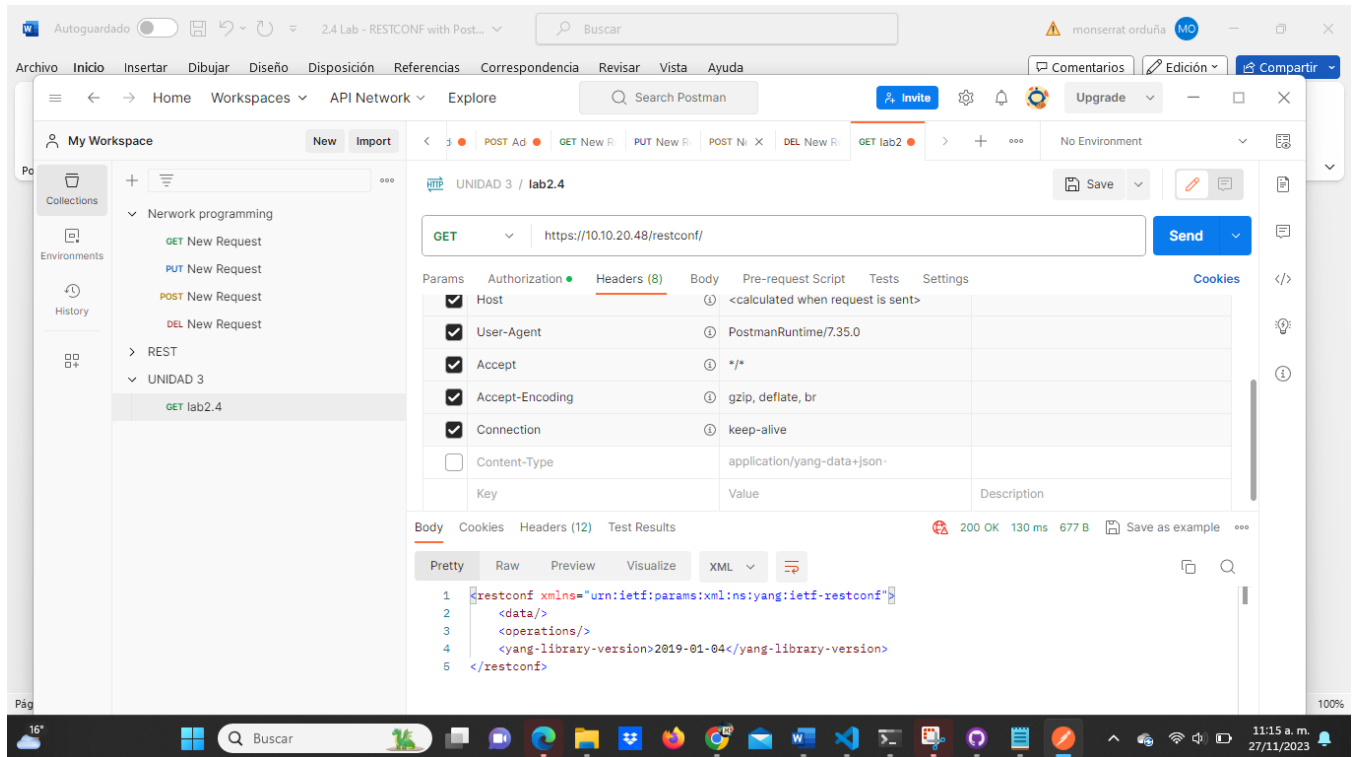 Autoguardado
2.4 Lab - RESTCONF with Post...
Buscar
monserrat orduña
MO
Archivo Inicio Insertar Dibujar Diseño Disposición Referencias Correspondencia Revisar Vista Ayuda
Comentarios
Edición
Compartir
Home Workspaces API Network Explore
Search Postman
Invite
Upgrade
My Workspace
New
Import
POST Ad
GET New R
PUT New R
POST N
DEL New R
GET lab2
No Environment
Collections
Environments
History
Nerwork programming
GET New Request
PUT New Request
POST New Request
DEL New Request
REST
UNIDAD 3
GET lab2.4
HTTP UNIDAD 3 / lab2.4
Save
GET https://10.10.20.48/restconf/
Send
Params Authorization Headers (8) Body Pre-request Script Tests Settings
Cookies
Host <calculated when request is sent>
User-Agent PostmanRuntime/7.35.0
Accept */*
Accept-Encoding gzip, deflate, br
Connection keep-alive
Content-Type application/yang-data+json
Key Value Description
Body Cookies Headers (12) Test Results
200 OK 130 ms 677 B Save as example
Pretty Raw Preview Visualize XML
1 <restconf xmlns="urn:ietf:params:xml:ns:yang:ietf-restconf">
2 <data/>
3 <operations/>
4 <yang-library-version>2019-01-04</yang-library-version>
5 </restconf>
Pág
100%
16°
Buscar
11:15 a. m.
27/11/2023